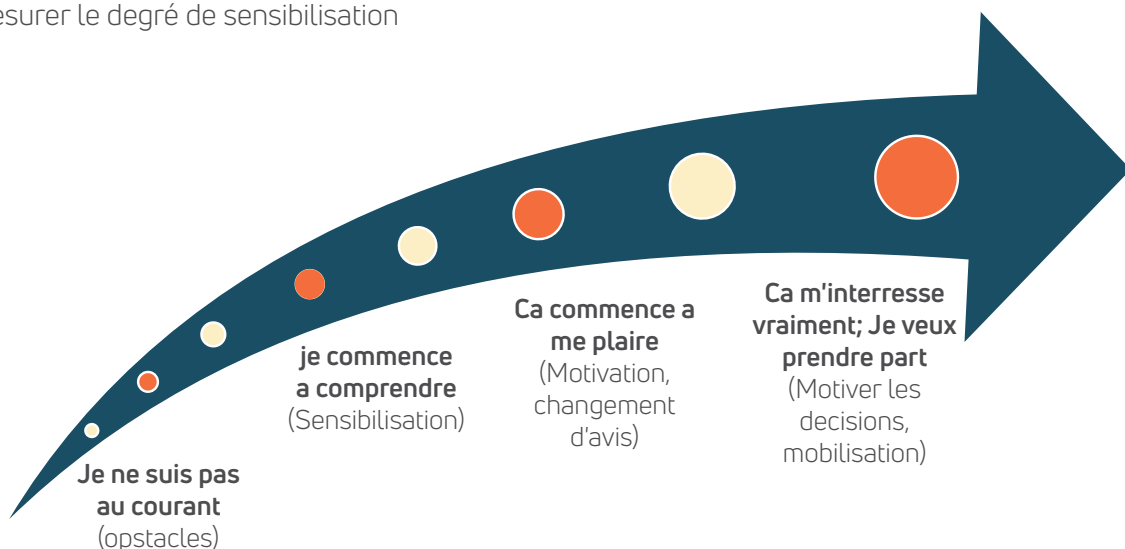 esurer le degré de sensibilisation
Je ne suis pas
au courant
(opstacles)
je commence
a comprendre
(Sensibilisation)
Ca commence a
me plaire
(Motivation,
changement
d'avis)
Ca m'interresse
vraiment; Je veux
prendre part
(Motiver les
decisions,
mobilisation)